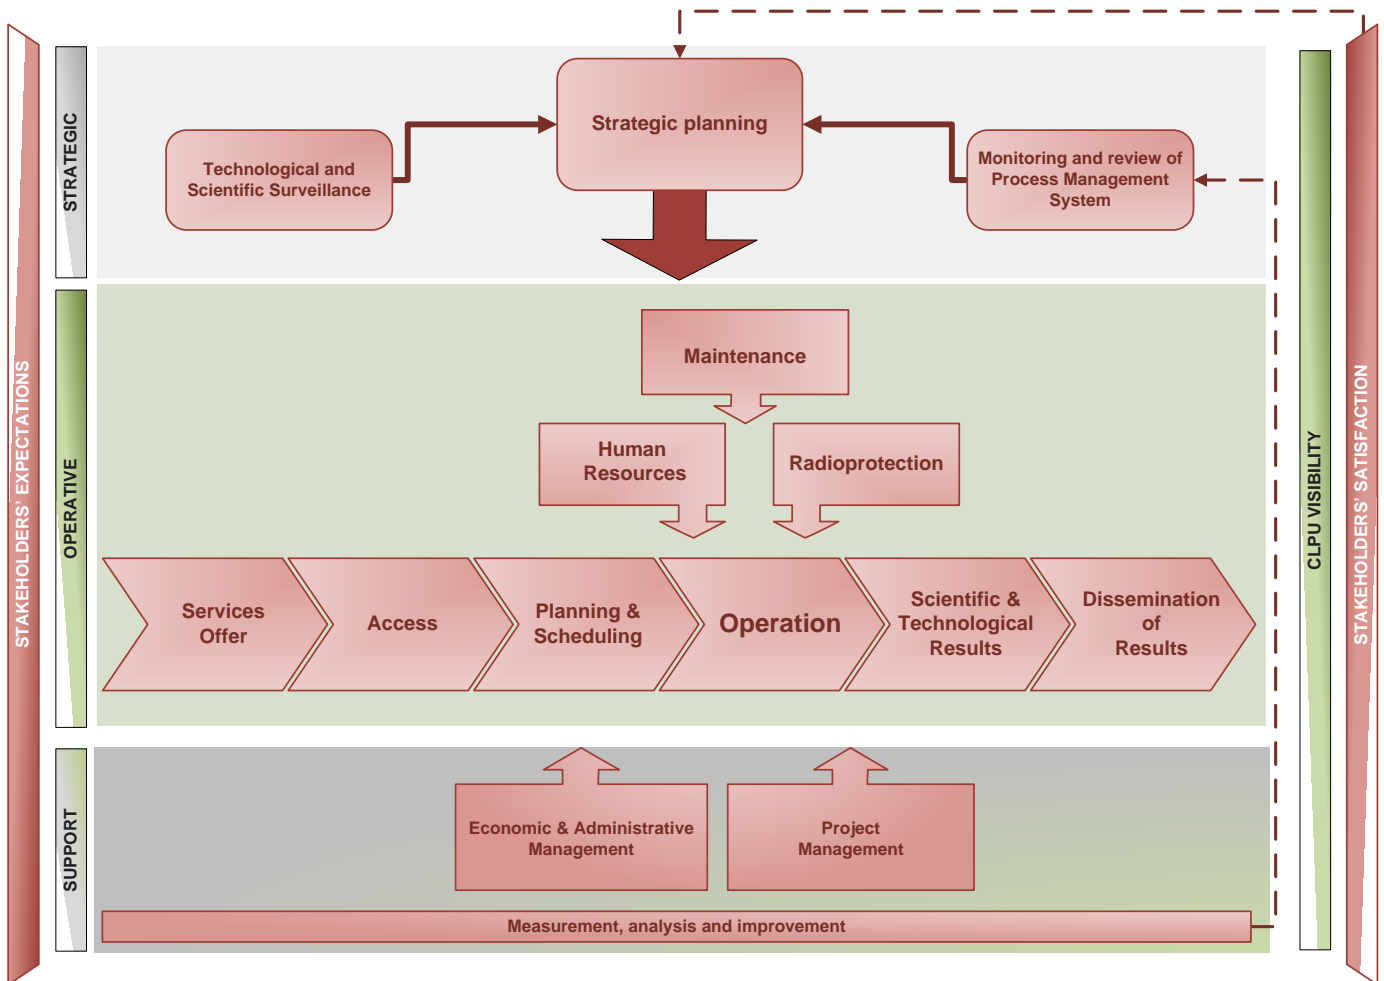 STAKEHOLDERS' EXPECTATIONS
STRATEGIC
Strategic planning
Technological and
Scientific Surveillance
Monitoring and review of
Process Management
System
OPERATIVE
Maintenance
Human
Resources
Radioprotection
Services
Offer
Access
Planning &
Scheduling
Operation
Scientific &
Technological
Results
Dissemination
of
Results
SUPPORT
Economic & Administrative
Management
Project
Management
Measurement, analysis and improvement
CLPU VISIBILITY
STAKEHOLDERS' SATISFACTION